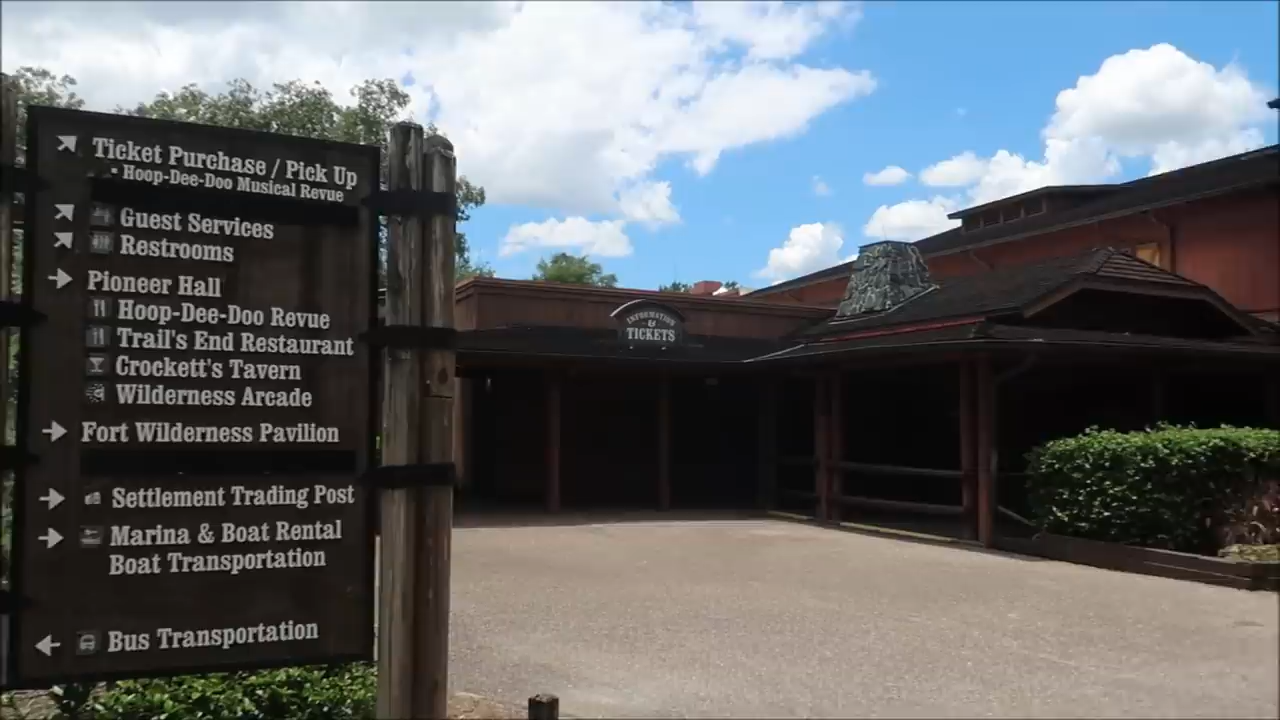 Ticket Purchase / Pick Up
• Hoop-Dee-Doo Musical Revue
Guest Services
Restrooms
Pioneer Hall
Hoop-Dee-Doo Revue
Trail's End Restaurant
Crockett's Tavern
Wilderness Arcade
Fort Wilderness Pavilion
Settlement Trading Post
Marina & Boat Rental
Boat Transportation
Bus Transportation
INFORMATION
&
TICKETS